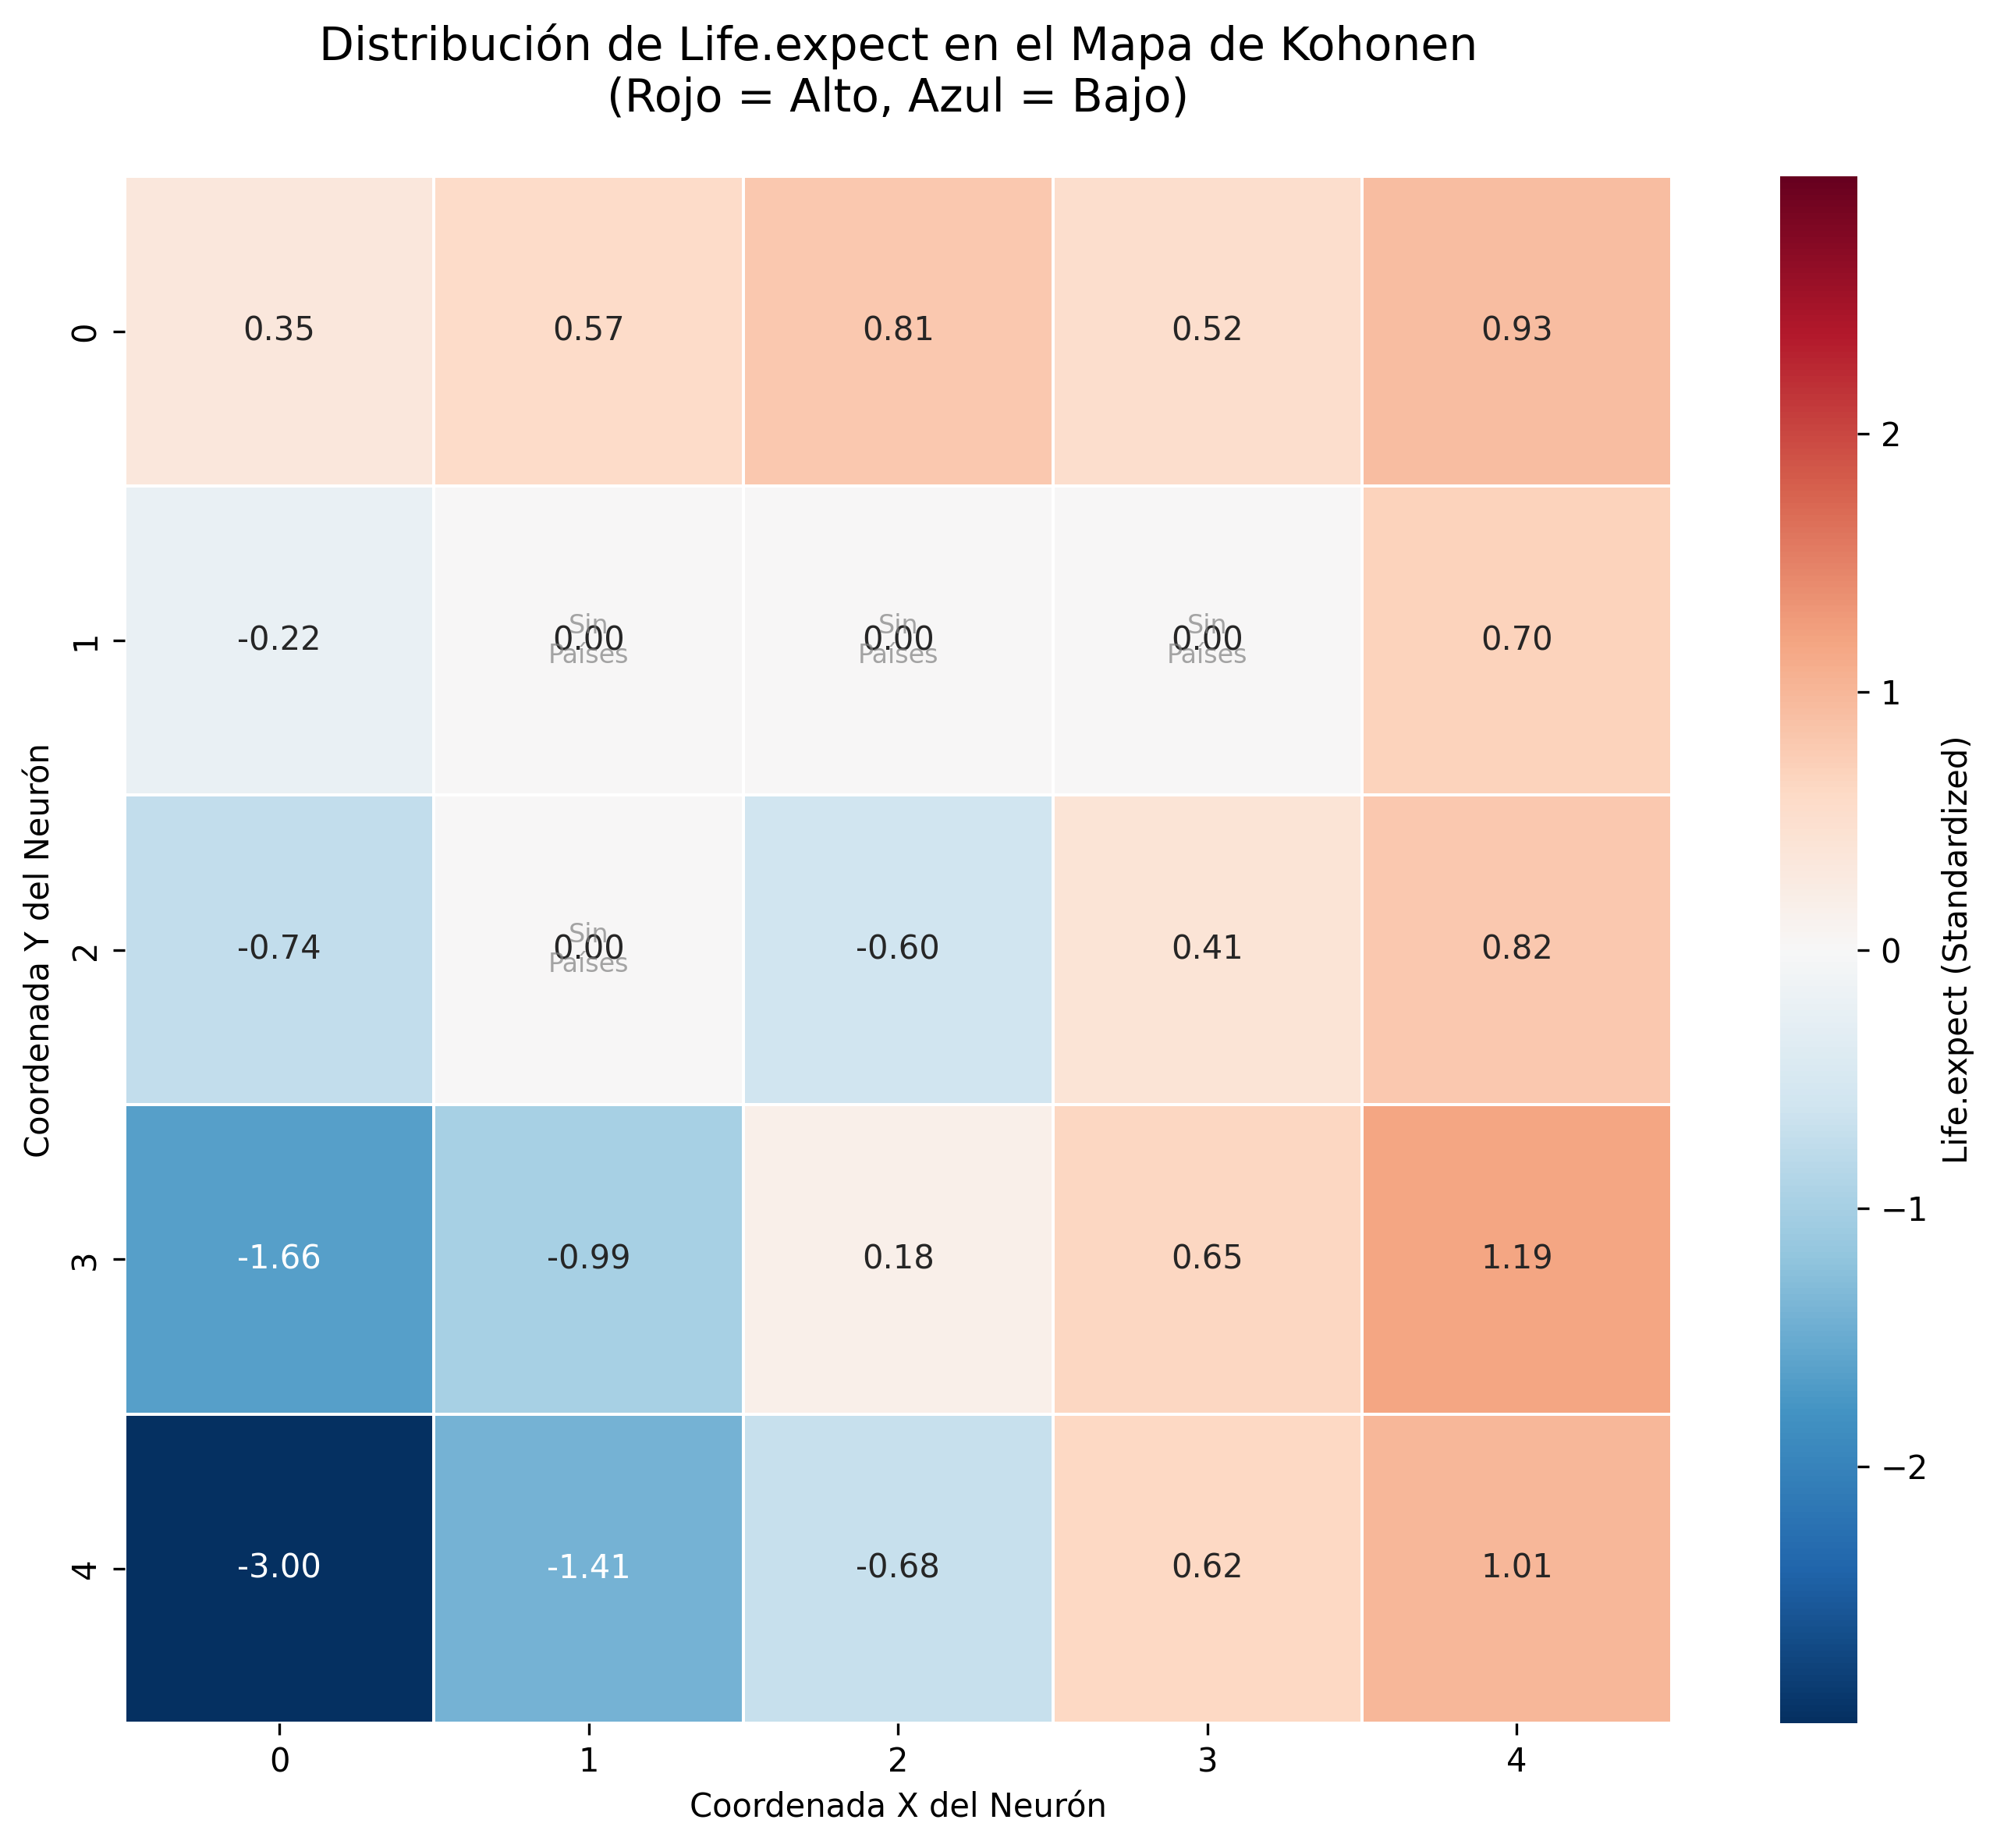 Distribución de Life.expect en el Mapa de Kohonen
(Rojo = Alto, Azul = Bajo)
0.35 0.57 0.81 0.52 0.93
-0.22 0.00 0.00 0.00 0.70
Sin Sin Sin
Países Países Países
-0.74 0.00 -0.60 0.41 0.82
Sin
Países
-1.66 -0.99 0.18 0.65 1.19
-3.00 -1.41 -0.68 0.62 1.01
0
1
2
3
4
Coordenada Y del Neurón
0 1 2 3 4
Coordenada X del Neurón
2
1
0
−1
−2
Life.expect (Standardized)